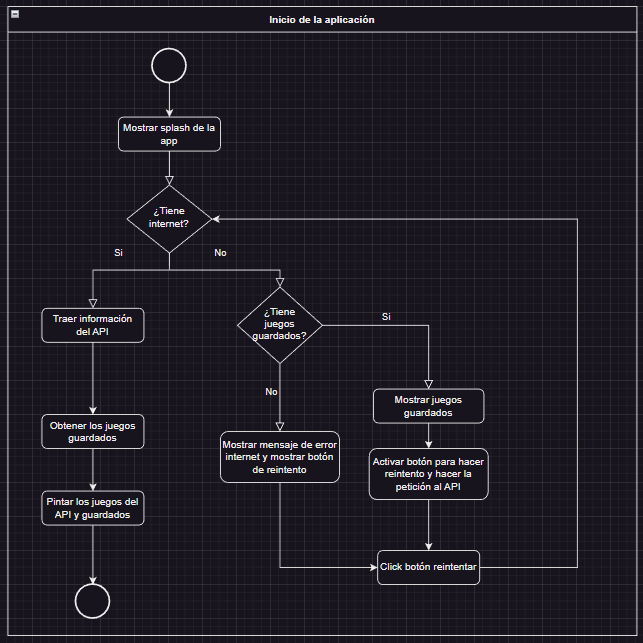 Inicio de la aplicación
Mostrar splash de la
app
¿Tiene
internet?
Si
No
Traer información
del API
¿Tiene
juegos
guardados?
Si
No
Mostrar juegos
guardados
Obtener los juegos
guardados
Mostrar mensaje de error
internet y mostrar botón
de reintento
Activar botón para hacer
reintento y hacer la
petición al API
Pintar los juegos del
API y guardados
Click botón reintentar